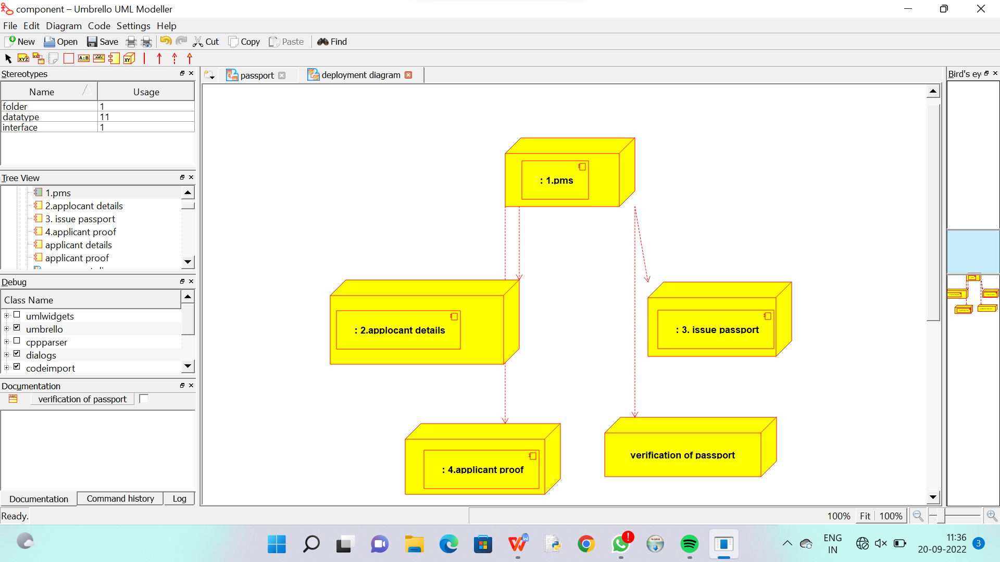 component – Umbrello UML Modeller
File Edit Diagram Code Settings Help
New Open Save Cut Copy Paste Find
XYZ XYZ A:B ABC XY
Stereotypes
Name Usage
folder 1
datatype 11
interface 1
Tree View
1.pms
2.applocant details
3. issue passport
4.applicant proof
applicant details
applicant proof
Debug
Class Name
umlwidgets
umbrello
cppparser
dialogs
codeimport
Documentation
verification of passport
Documentation Command history Log
passport deployment diagram
: 1.pms
: 2.applocant details
: 3. issue passport
: 4.applicant proof
verification of passport
Bird's ey
Ready.
100% Fit 100%
ENG
IN
11:36
20-09-2022
3